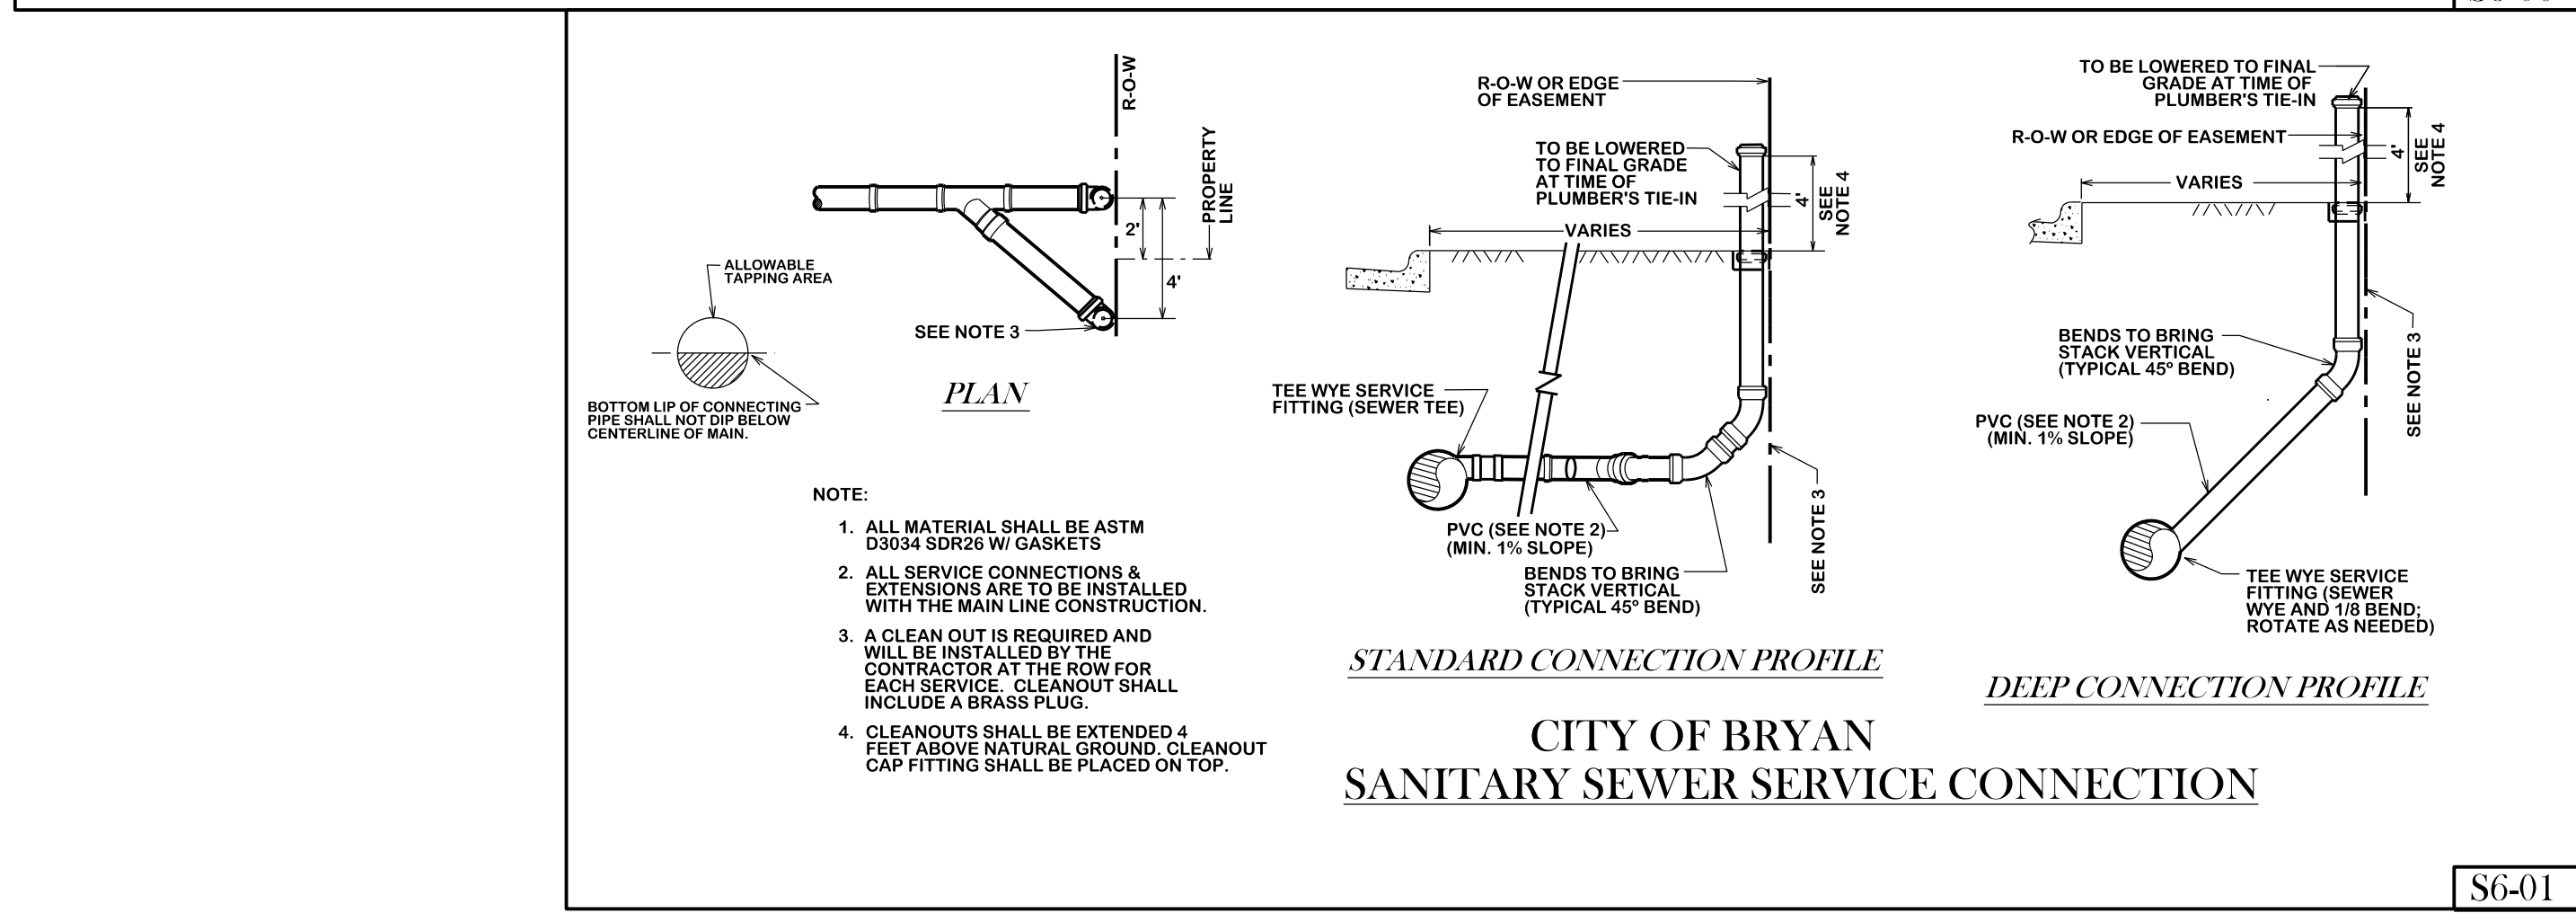 R-O-W
PROPERTY
LINE
2'
4'
ALLOWABLE
TAPPING AREA
SEE NOTE 3
BOTTOM LIP OF CONNECTING
PIPE SHALL NOT DIP BELOW
CENTERLINE OF MAIN.
PLAN
NOTE:
1. ALL MATERIAL SHALL BE ASTM
D3034 SDR26 W/ GASKETS
2. ALL SERVICE CONNECTIONS &
EXTENSIONS ARE TO BE INSTALLED
WITH THE MAIN LINE CONSTRUCTION.
3. A CLEAN OUT IS REQUIRED AND
WILL BE INSTALLED BY THE
CONTRACTOR AT THE ROW FOR
EACH SERVICE. CLEANOUT SHALL
INCLUDE A BRASS PLUG.
4. CLEANOUTS SHALL BE EXTENDED 4
FEET ABOVE NATURAL GROUND. CLEANOUT
CAP FITTING SHALL BE PLACED ON TOP.
R-O-W OR EDGE
OF EASEMENT
TO BE LOWERED
TO FINAL GRADE
AT TIME OF
PLUMBER'S TIE-IN
4'
SEE
NOTE 4
VARIES
TEE WYE SERVICE
FITTING (SEWER TEE)
PVC (SEE NOTE 2)
(MIN. 1% SLOPE)
BENDS TO BRING
STACK VERTICAL
(TYPICAL 45º BEND)
SEE NOTE 3
STANDARD CONNECTION PROFILE
TO BE LOWERED TO FINAL
GRADE AT TIME OF
PLUMBER'S TIE-IN
R-O-W OR EDGE OF EASEMENT
4'
SEE
NOTE 4
VARIES
BENDS TO BRING
STACK VERTICAL
(TYPICAL 45º BEND)
SEE NOTE 3
PVC (SEE NOTE 2)
(MIN. 1% SLOPE)
TEE WYE SERVICE
FITTING (SEWER
WYE AND 1/8 BEND;
ROTATE AS NEEDED)
DEEP CONNECTION PROFILE
CITY OF BRYAN
SANITARY SEWER SERVICE CONNECTION
S6-01